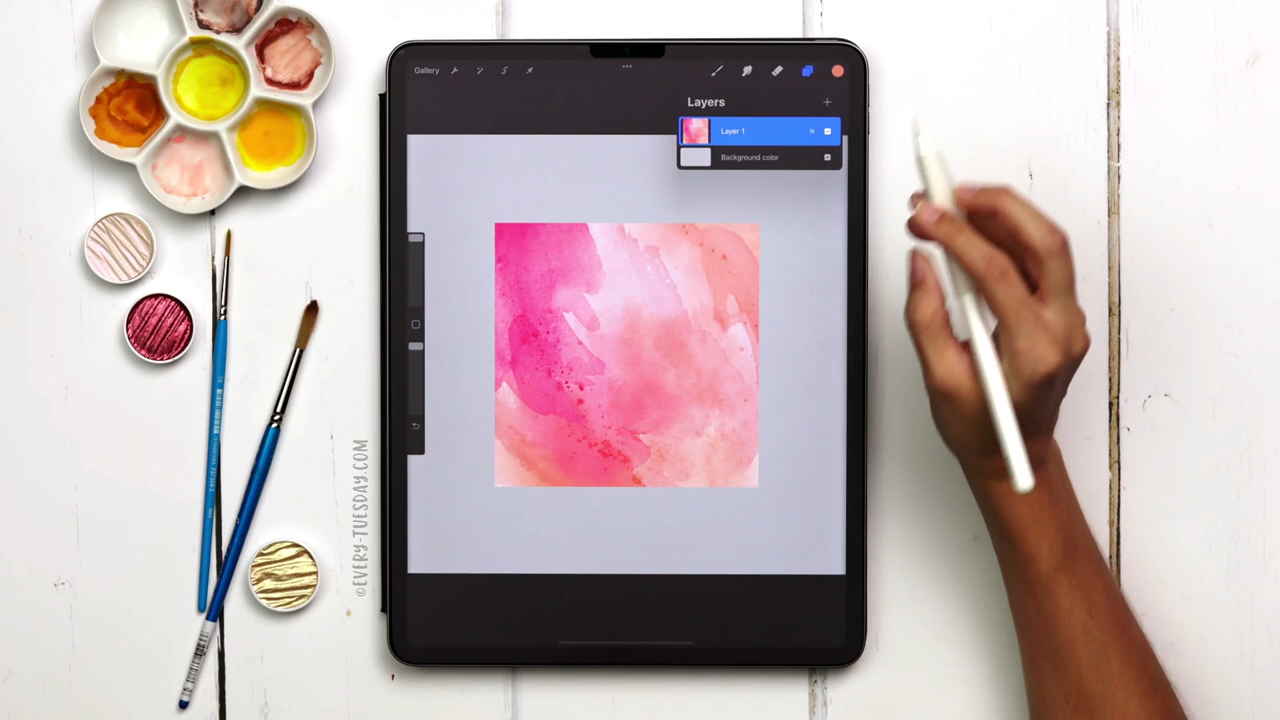 Gallery
Layers
Layer 1
N
Background color
©EVERY-TUESDAY.COM